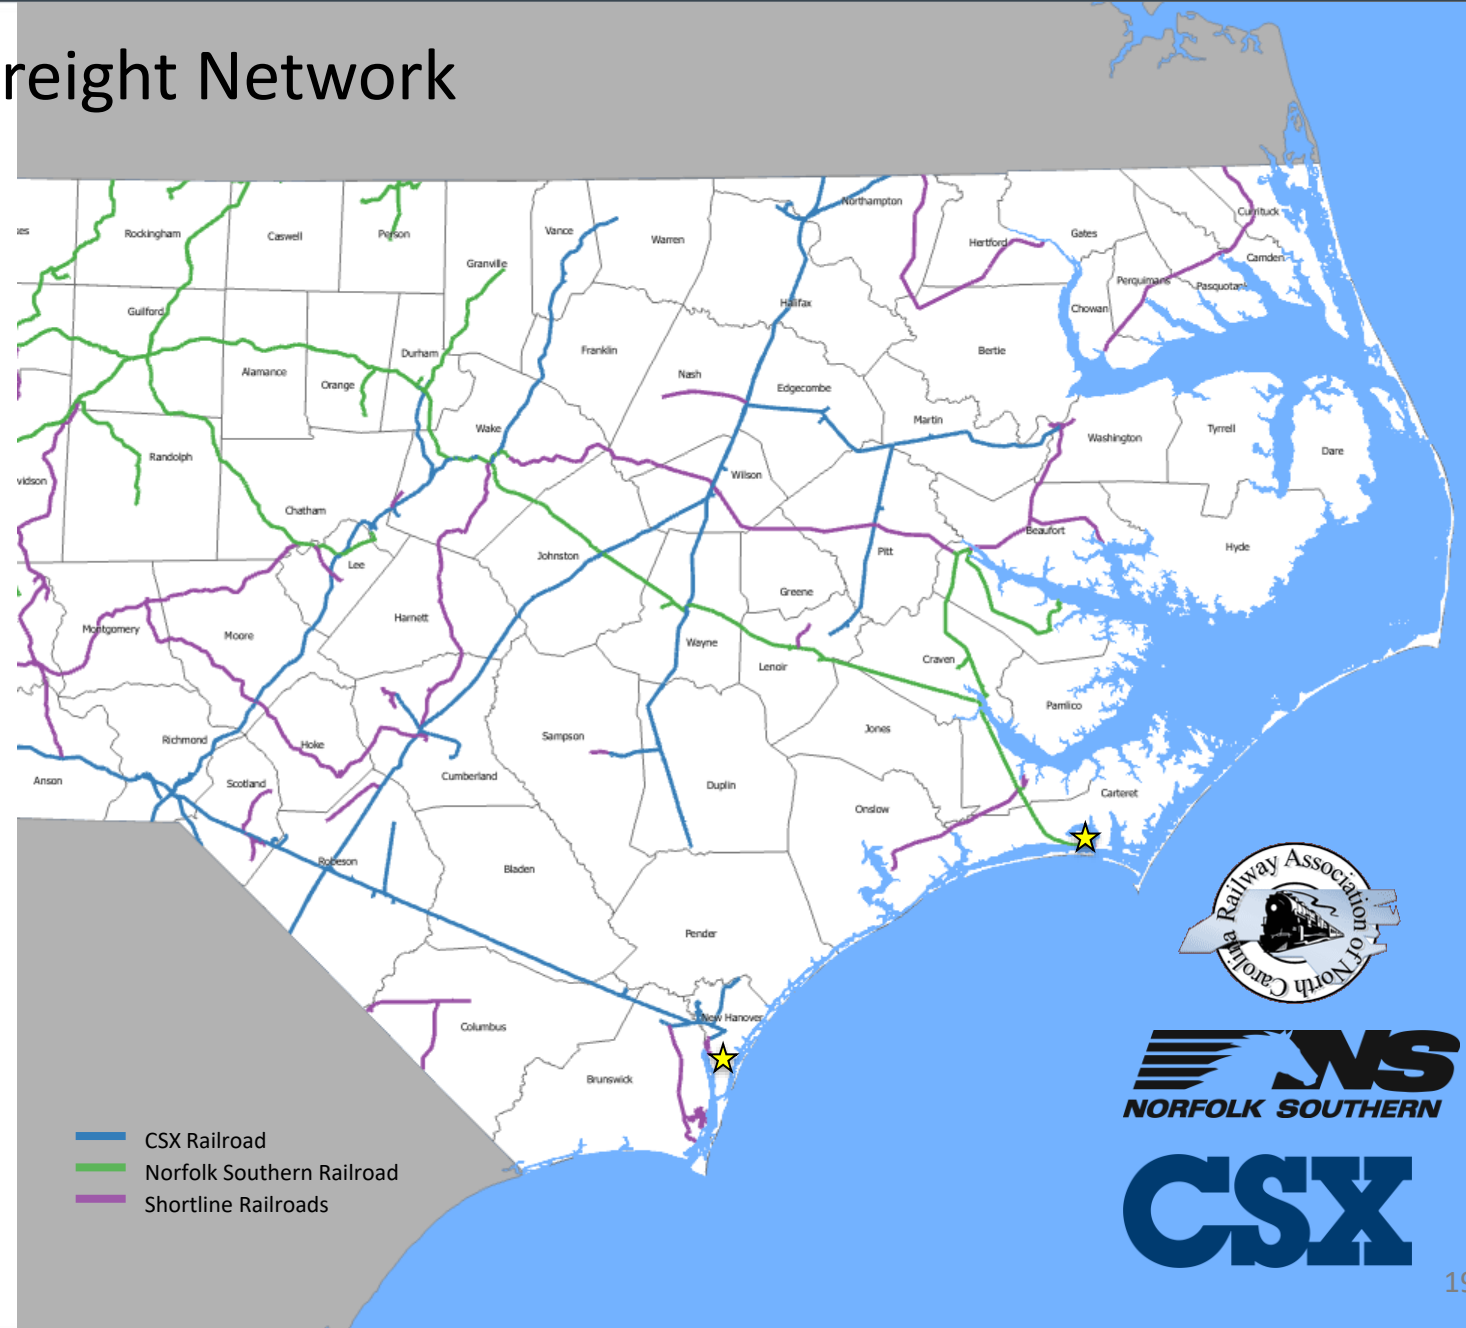 reight Network
Northampton
Currituck
Rockingham
Caswell
Person
Vance
Warren
Hertford
Gates
ses
Granville
Camden
Perquimans
Pasquotank
Guilford
Halifax
Chowan
Durham
Franklin
Bertie
Alamance
Orange
Nash
Edgecombe
Martin
Wake
Washington
Tyrrell
Dare
Randolph
vidson
Wilson
Chatham
Beaufort
Hyde
Johnston
Pitt
Lee
Greene
Harnett
Montgomery
Moore
Wayne
Lenoir
Craven
Pamlico
Richmond
Hoke
Sampson
Jones
Anson
Scotland
Cumberland
Duplin
Carteret
Onslow
Robeson
Bladen
Pender
Columbus
New Hanover
Brunswick
Railway Association of North Carolina
NS
NORFOLK SOUTHERN
CSX
CSX Railroad
Norfolk Southern Railroad
Shortline Railroads
19